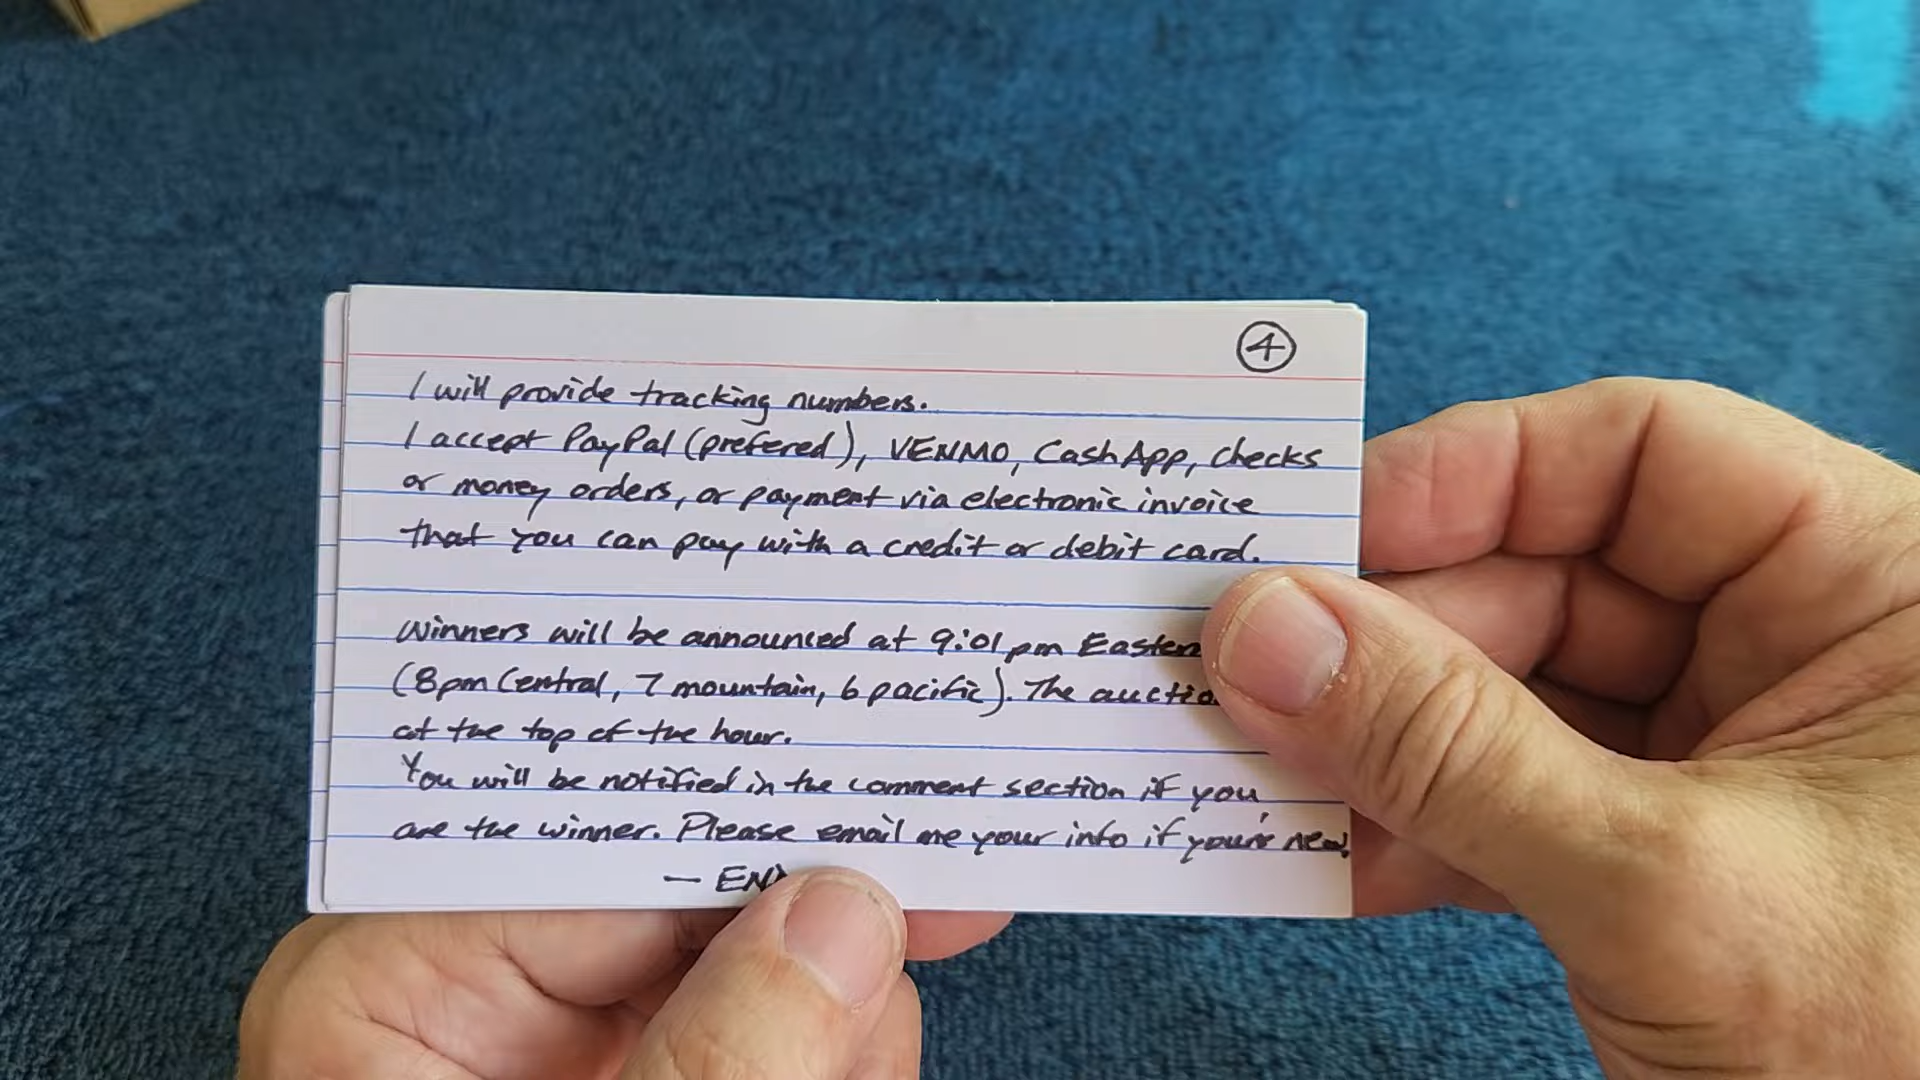 4
I will provide tracking numbers.
I accept PayPal (prefered), VENMO, CashApp, checks
or money orders, or payment via electronic invoice
that you can pay with a credit or debit card.
Winners will be announced at 9:01 pm Eastern
(8pm Central, 7 mountain, 6 pacific). The
at the top of the hour.
You will be notified in the comment section if you
are the winner. Please email me your info if you're new.